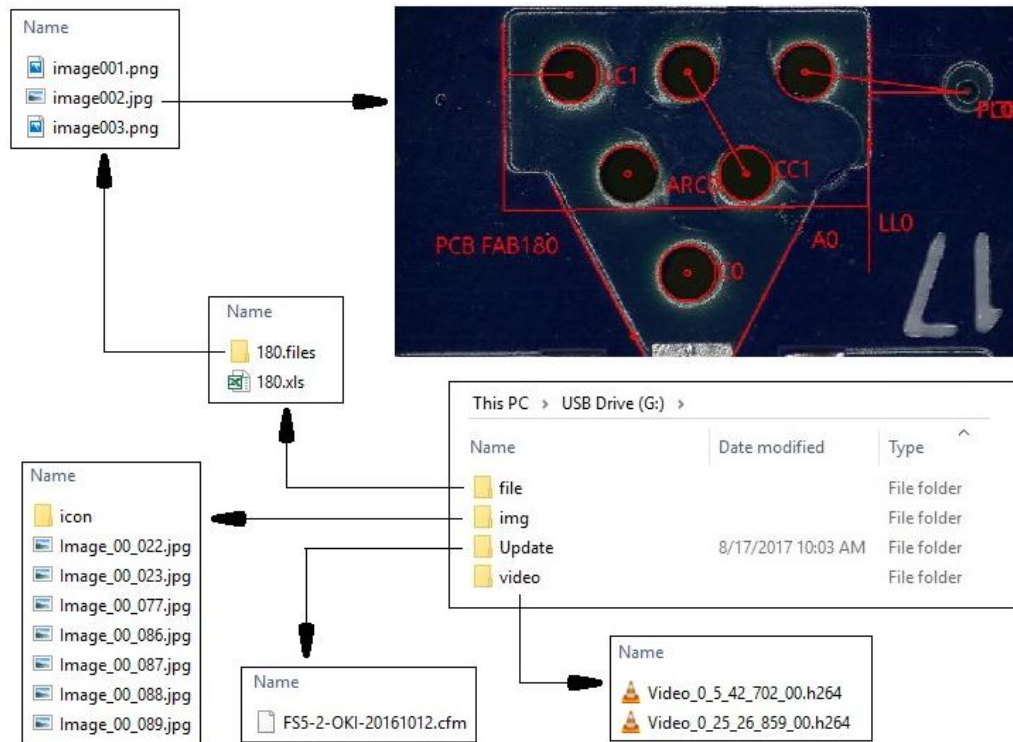 Name
image001.png
image002.jpg
image003.png
LC1
CC1
ARC
PCB FAB180
A0
LL0
C0
17
Name
180.files
180.xls
This PC > USB Drive (G:) >
Name Date modified Type
file File folder
img File folder
Update 8/17/2017 10:03 AM File folder
video File folder
Name
icon
Image_00_022.jpg
Image_00_023.jpg
Image_00_077.jpg
Image_00_086.jpg
Image_00_087.jpg
Image_00_088.jpg
Image_00_089.jpg
Name
FS5-2-OKI-20161012.cfm
Name
Video_0_5_42_702_00.h264
Video_0_25_26_859_00.h264